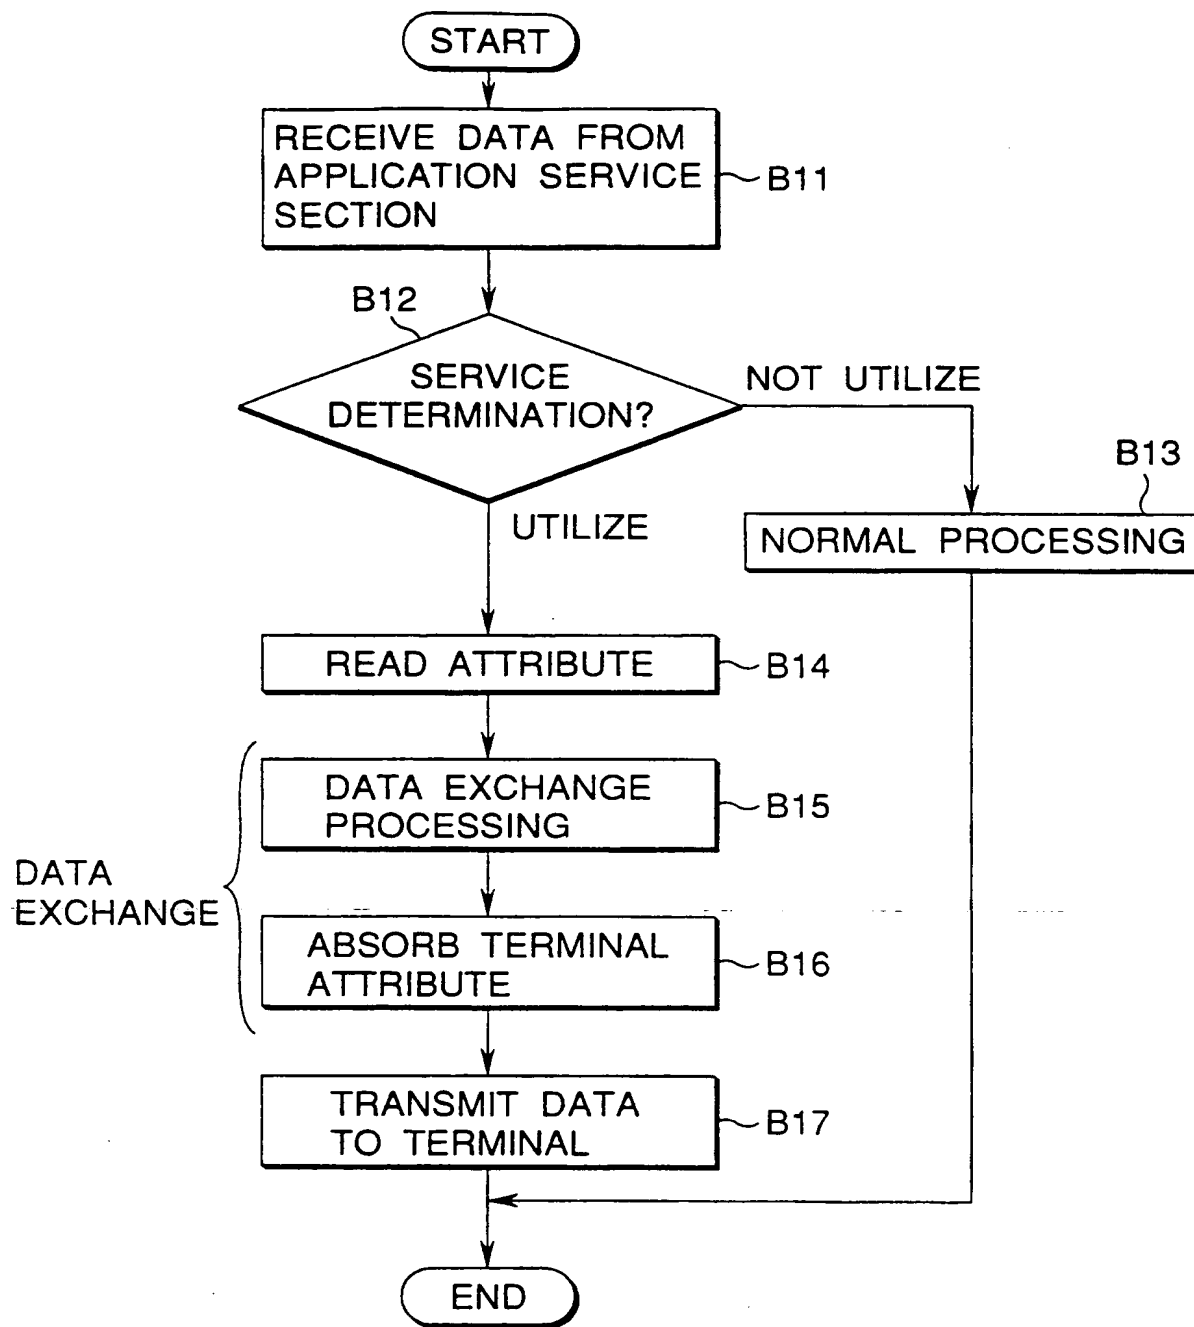 START
RECEIVE DATA FROM
APPLICATION SERVICE
SECTION
B11
B12
SERVICE
DETERMINATION?
NOT UTILIZE
UTILIZE
B13
NORMAL PROCESSING
READ ATTRIBUTE
B14
DATA EXCHANGE
PROCESSING
B15
DATA
EXCHANGE
ABSORB TERMINAL
ATTRIBUTE
B16
TRANSMIT DATA
TO TERMINAL
B17
END